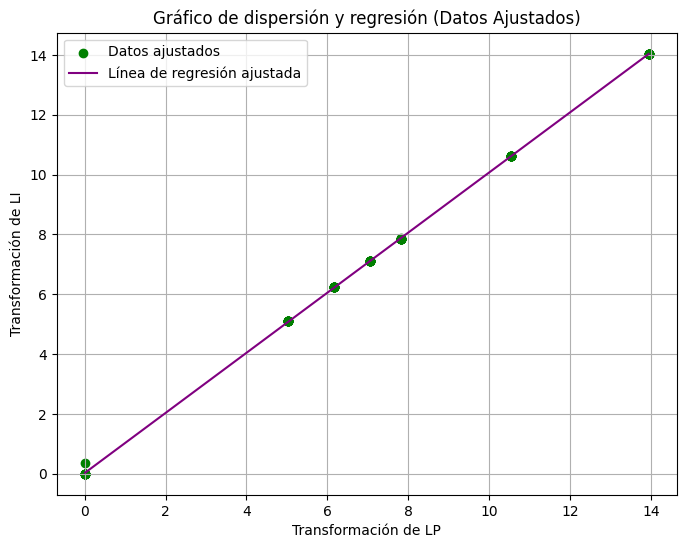 Gráfico de dispersión y regresión (Datos Ajustados)
Datos ajustados
Línea de regresión ajustada
Transformación de LI
14
12
10
8
6
4
2
0
0 2 4 6 8 10 12 14
Transformación de LP